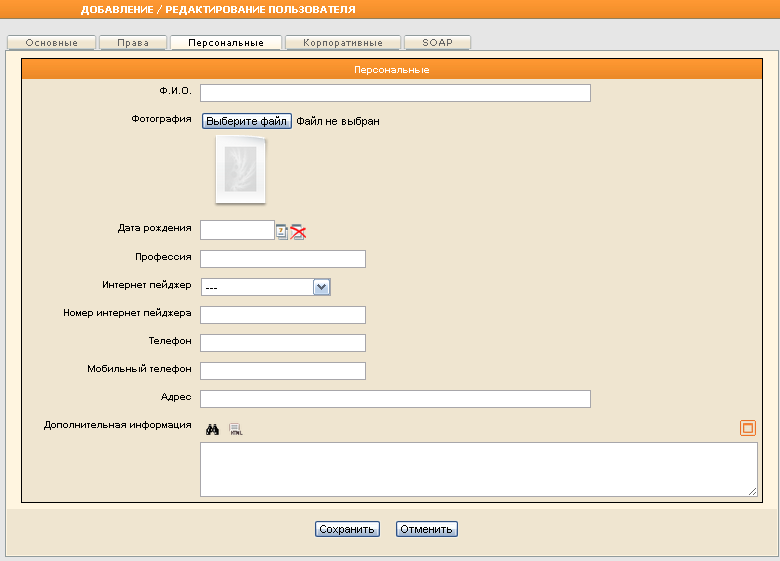 ДОБАВЛЕНИЕ / РЕДАКТИРОВАНИЕ ПОЛЬЗОВАТЕЛЯ
Основные Права Персональные Корпоративные SOAP
Персональные
Ф.И.О.
Фотография Выберите файл Файл не выбран
Дата рождения
Профессия
Интернет пейджер ---
Номер интернет пейджера
Телефон
Мобильный телефон
Адрес
Дополнительная информация HTML
Сохранить Отменить